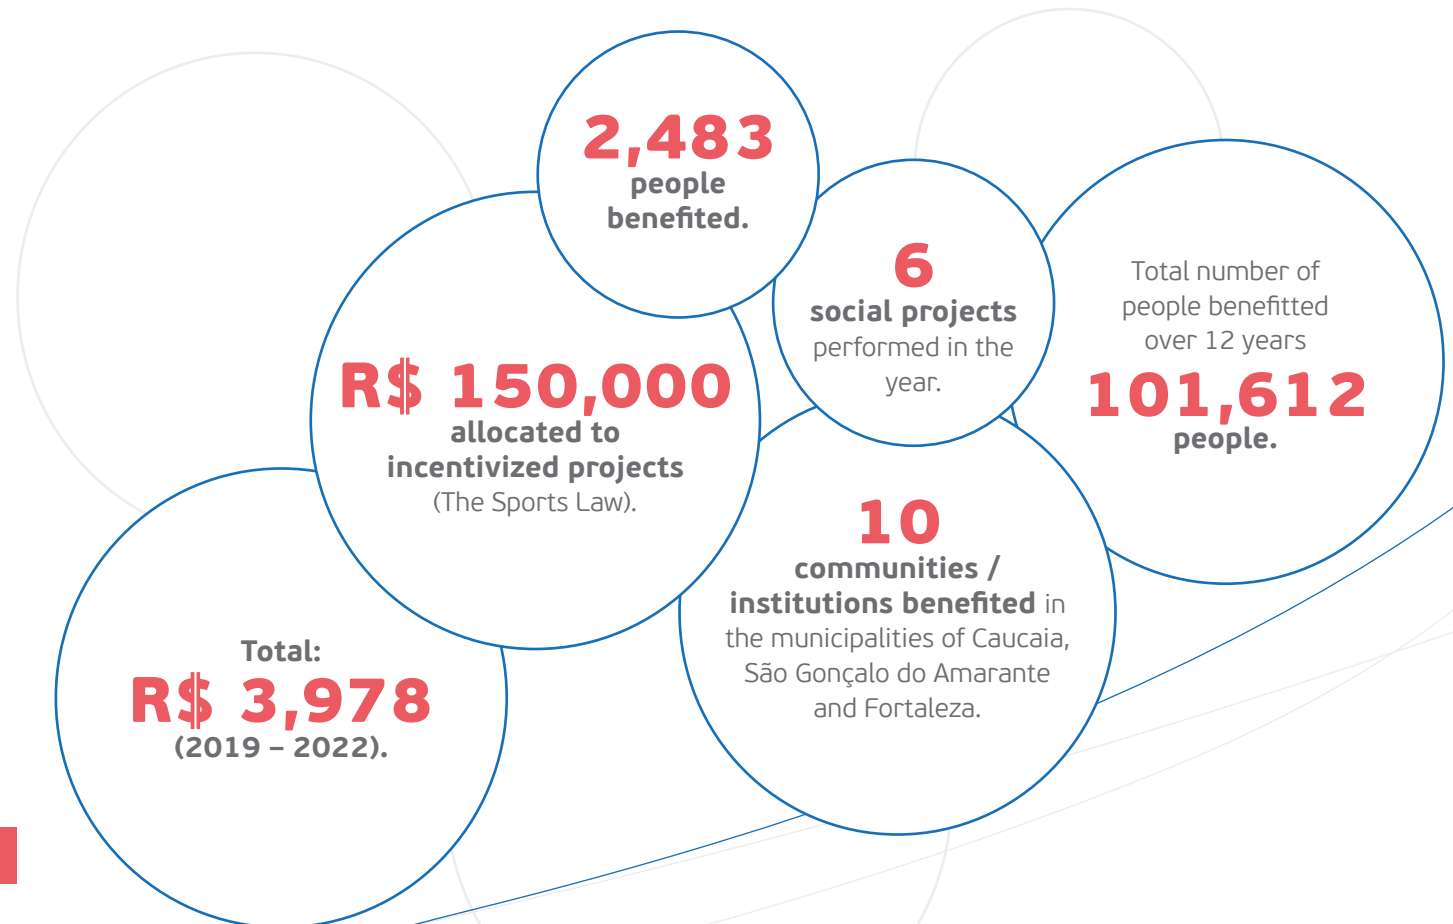 2,483
people
benefited.
6
social projects
performed in the
year.
Total number of
people benefitted
over 12 years
101,612
people.
R$ 150,000
allocated to
incentivized projects
(The Sports Law).
10
communities /
institutions benefited in
the municipalities of Caucaia,
São Gonçalo do Amarante
and Fortaleza.
Total:
R$ 3,978
(2019 – 2022).